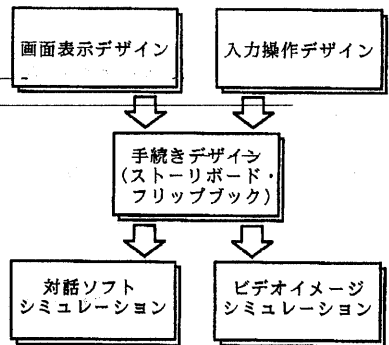 画面表示デザイン
入力操作デザイン
手続きデザイン
(ストーリボード・
フリップブック)
対話ソフト
シミュレーション
ビデオイメージ
シミュレーション